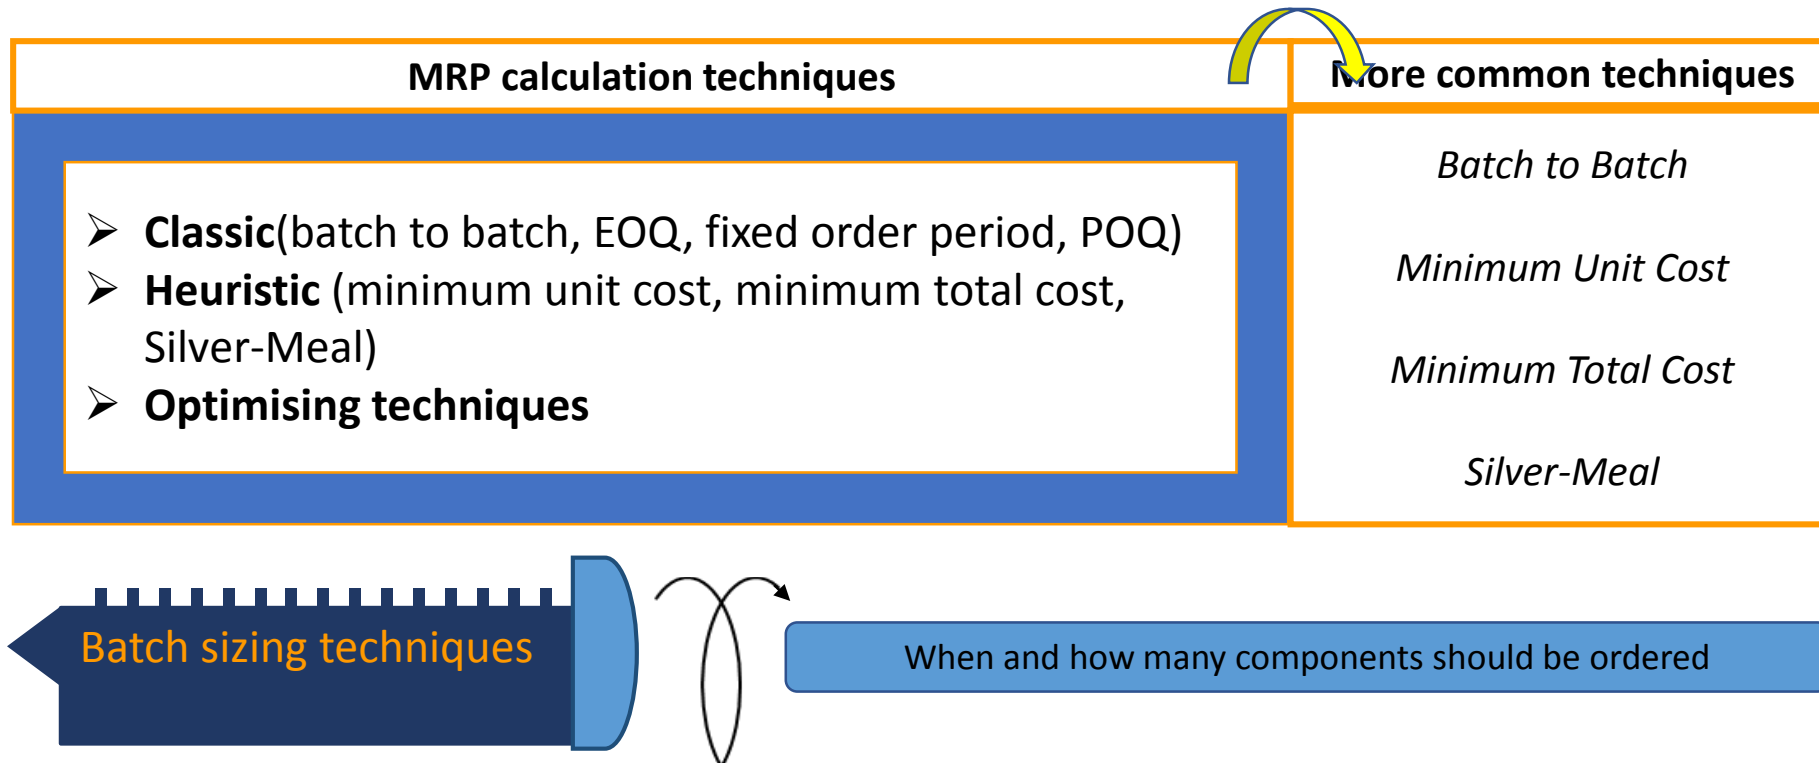 MRP calculation techniques
More common techniques
➢ Classic(batch to batch, EOQ, fixed order period, POQ)
➢ Heuristic (minimum unit cost, minimum total cost,
Silver-Meal)
➢ Optimising techniques
Batch to Batch
Minimum Unit Cost
Minimum Total Cost
Silver-Meal
Batch sizing techniques
When and how many components should be ordered